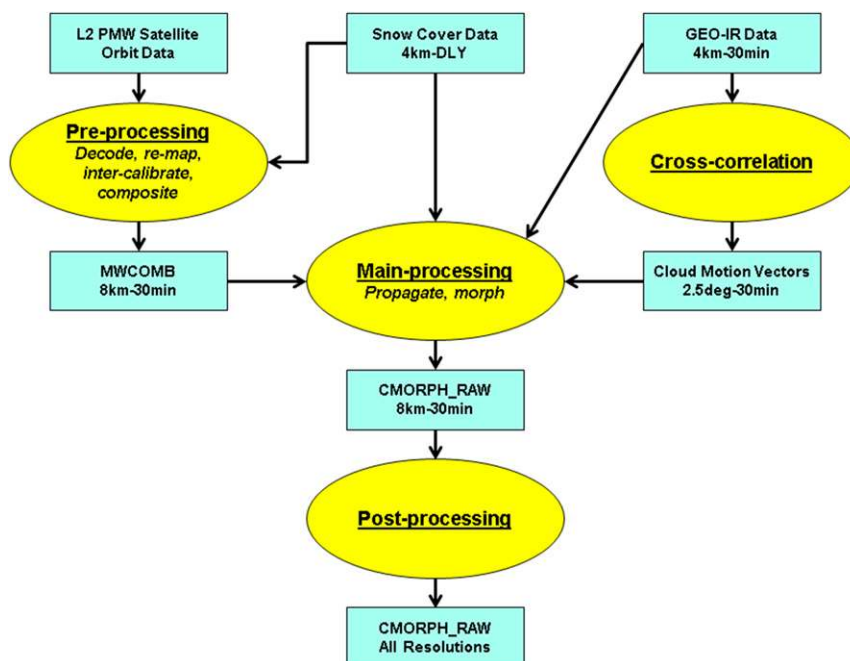 L2 PMW Satellite
Orbit Data
Snow Cover Data
4km-DLY
GEO-IR Data
4km-30min
Pre-processing
Decode, re-map,
inter-calibrate,
composite
Cross-correlation
MWCOMB
8km-30min
Main-processing
Propagate, morph
Cloud Motion Vectors
2.5deg-30min
CMORPH_RAW
8km-30min
Post-processing
CMORPH_RAW
All Resolutions